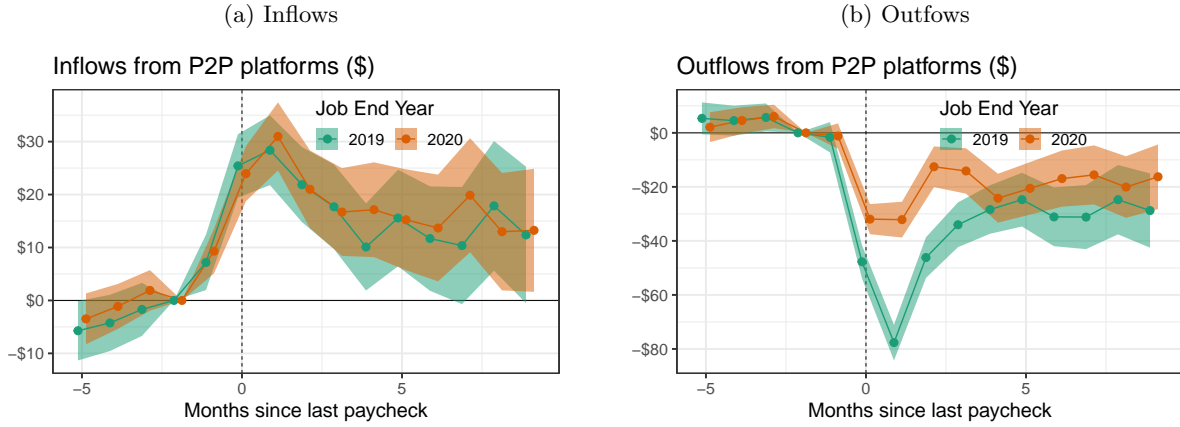 (a) Inflows
Inflows from P2P platforms ($)
Job End Year
2019 2020
$30
$20
$10
$0
−$10
−5 0 5
Months since last paycheck
(b) Outfows
Outflows from P2P platforms ($)
Job End Year
2019 2020
$0
−$20
−$40
−$60
−$80
−5 0 5
Months since last paycheck